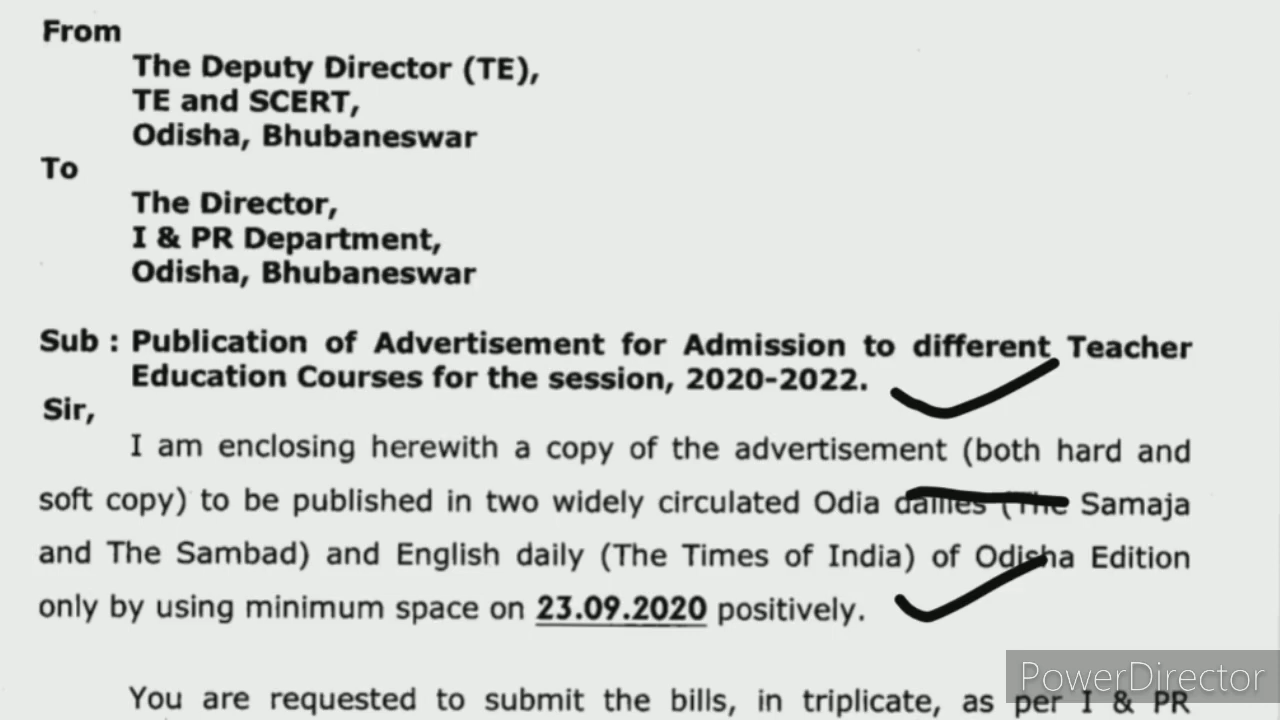 From
The Deputy Director (TE),
TE and SCERT,
Odisha, Bhubaneswar
To
The Director,
I & PR Department,
Odisha, Bhubaneswar
Sub : Publication of Advertisement for Admission to different Teacher
Education Courses for the session, 2020-2022.
Sir,
I am enclosing herewith a copy of the advertisement (both hard and
soft copy) to be published in two widely circulated Odia dailies (The Samaja
and The Sambad) and English daily (The Times of India) of Odisha Edition
only by using minimum space on 23.09.2020 positively.
You are requested to submit the bills, in triplicate, as per I & PR
PowerDirector